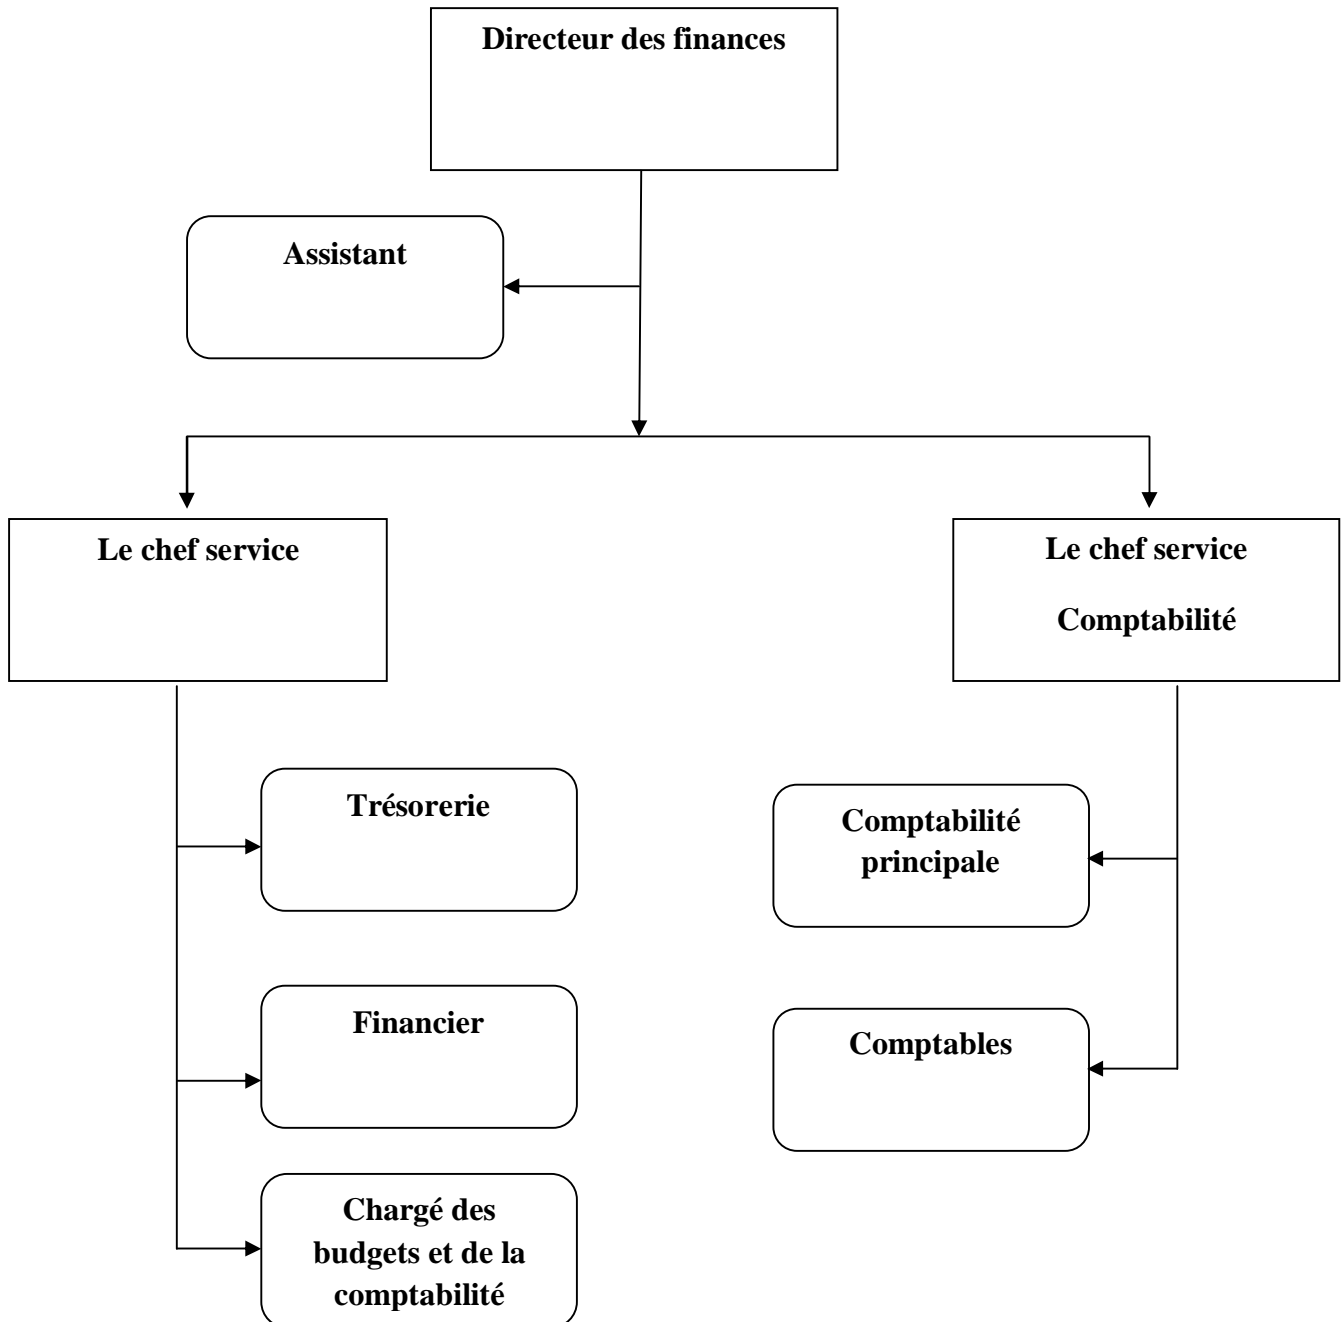 Directeur des finances
Assistant
Le chef service
Le chef service
Comptabilité
Trésorerie
Financier
Chargé des
budgets et de la
comptabilité
Comptabilité
principale
Comptables